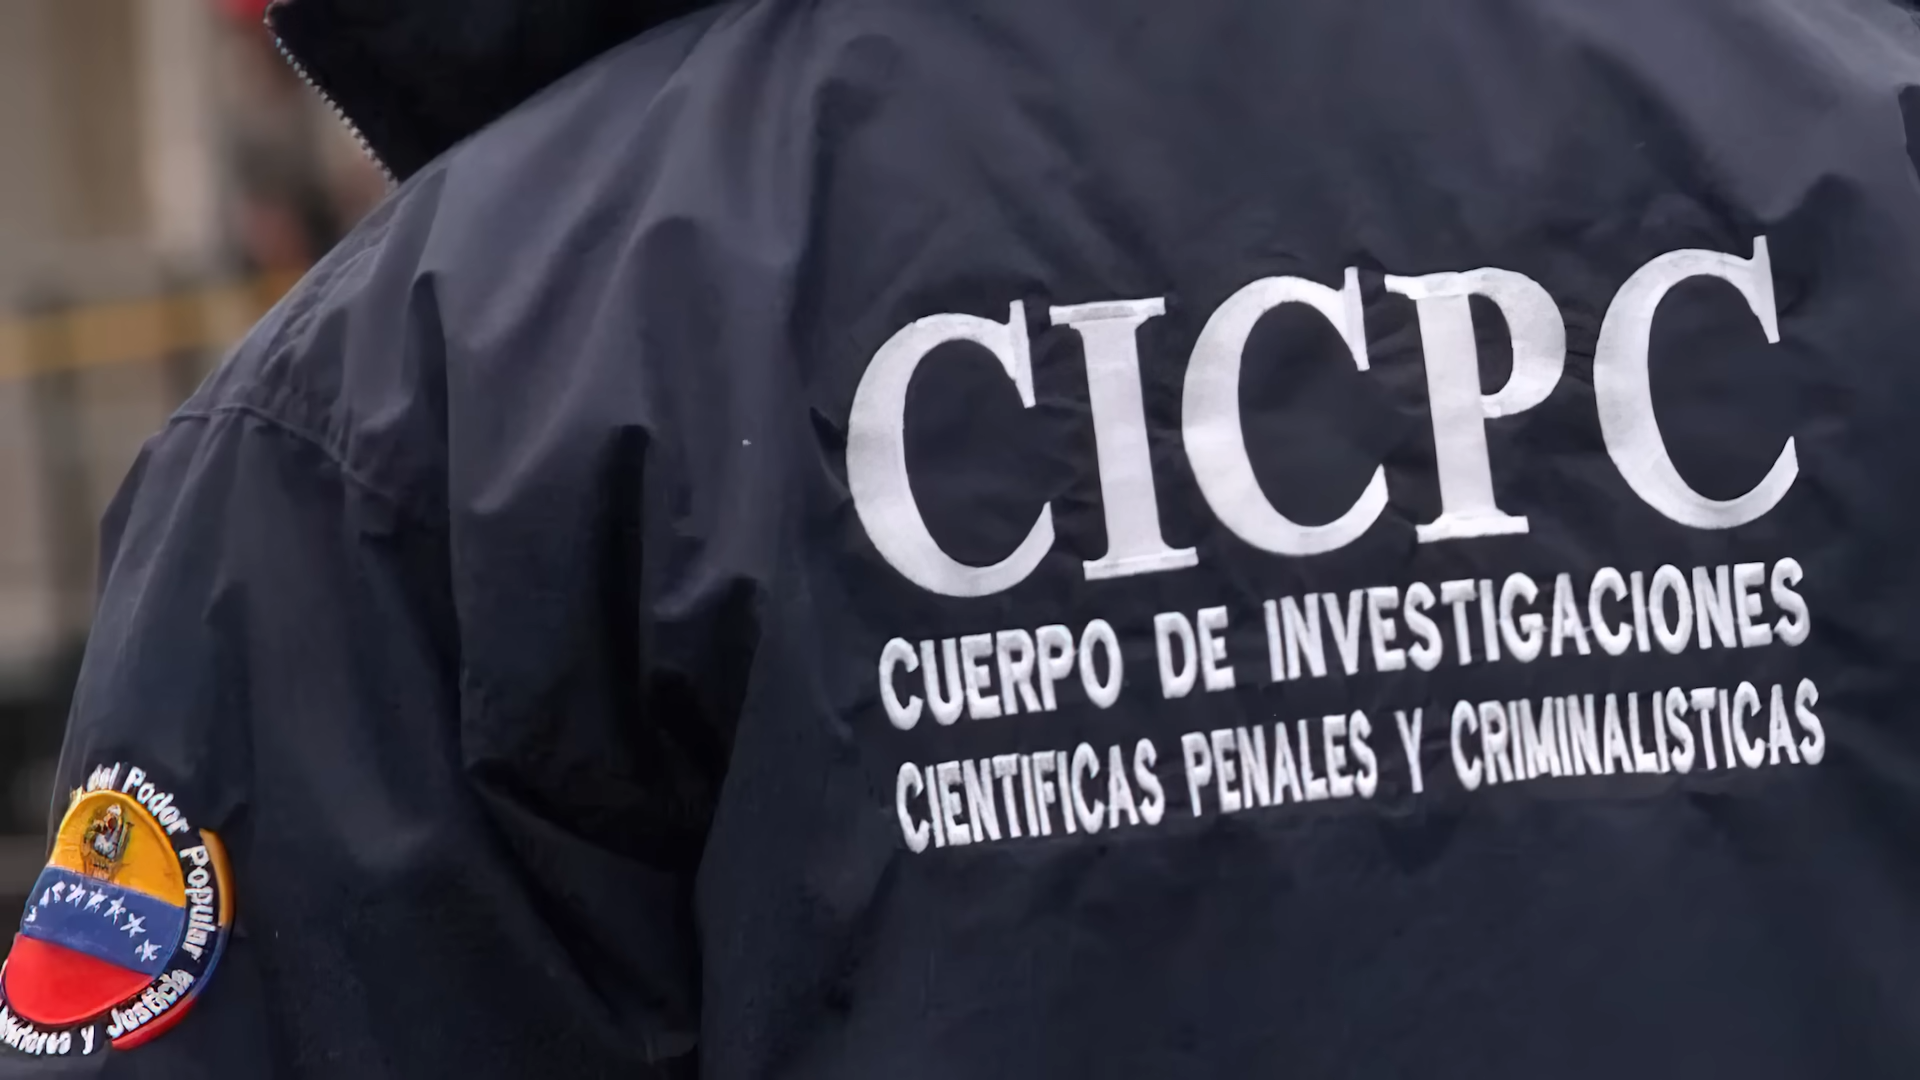 CICPC
CUERPO DE INVESTIGACIONES
CIENTIFICAS PENALES Y CRIMINALISTICAS
del Poder Popular
y Justicia